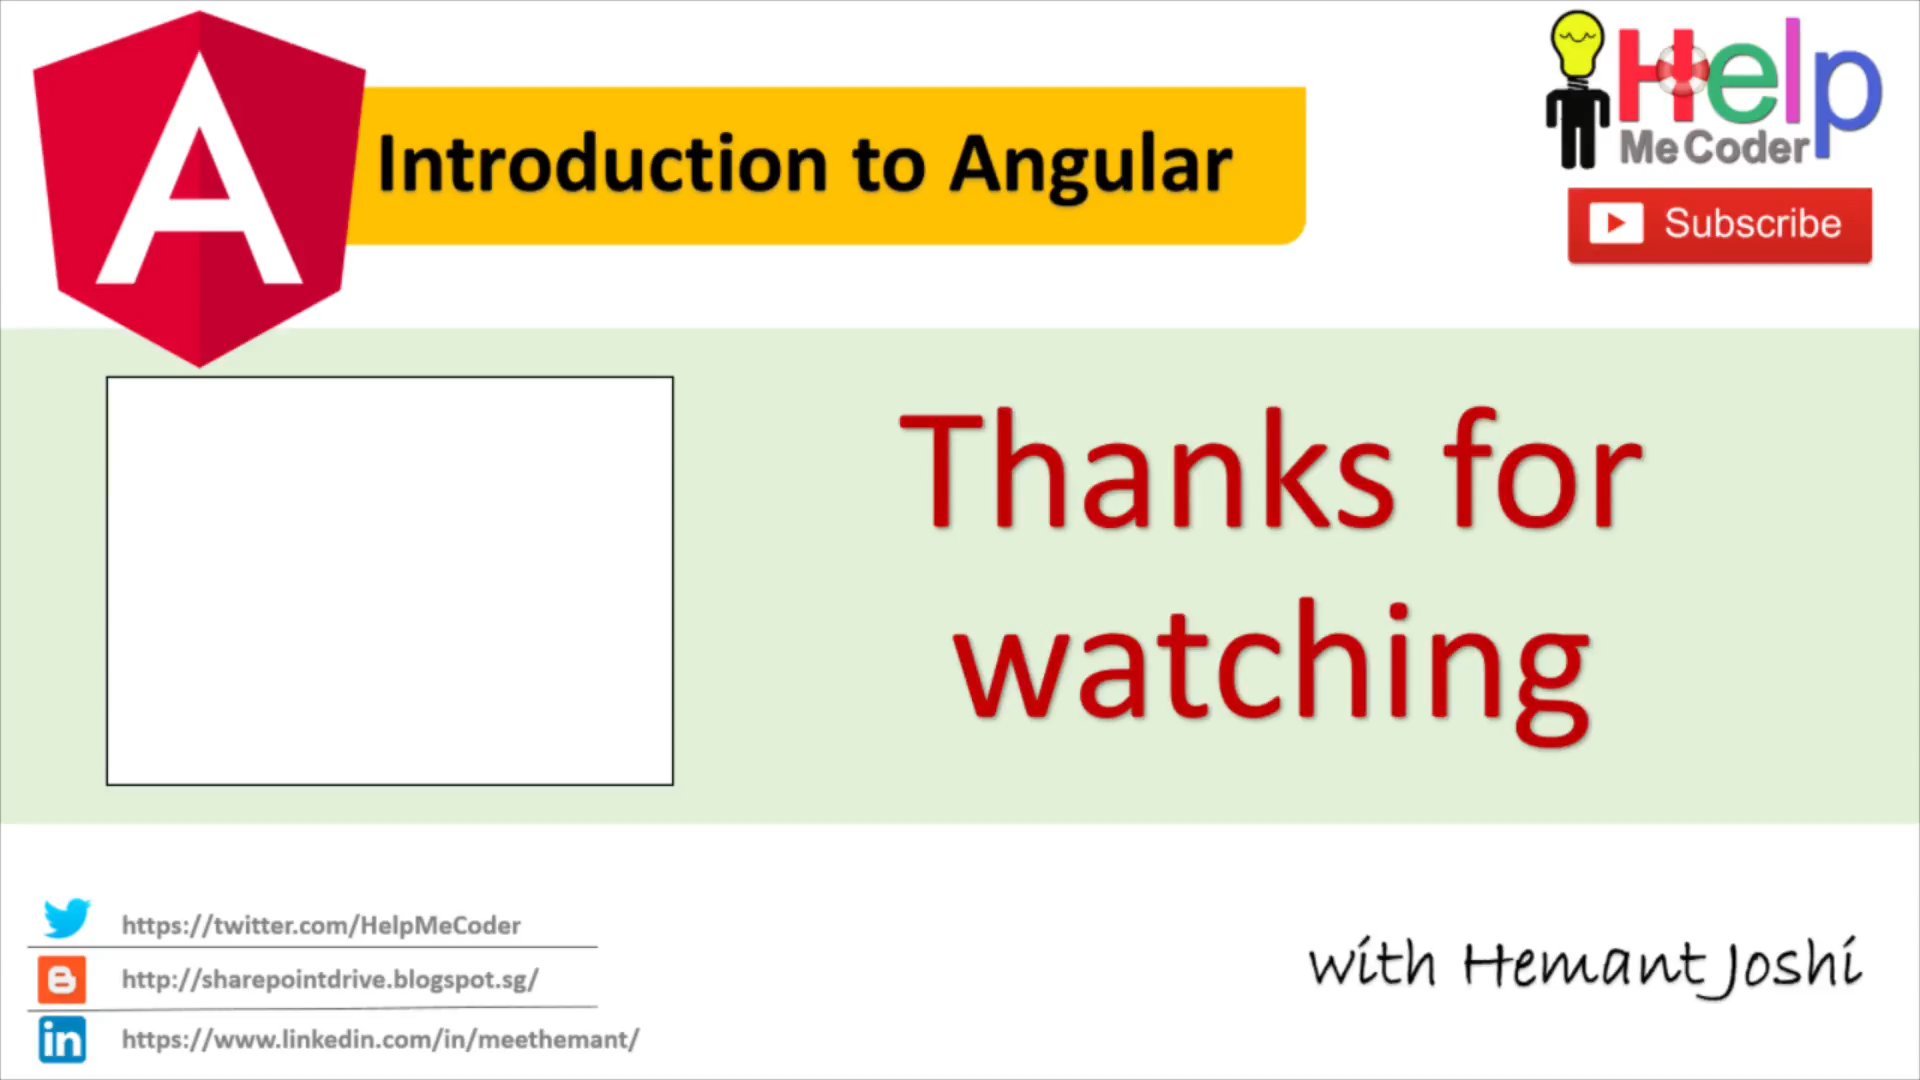 Introduction to Angular
Help
Me Coder
Subscribe
Thanks for
watching
https://twitter.com/HelpMeCoder
http://sharepointdrive.blogspot.sg/
https://www.linkedin.com/in/meethemant/
with Hemant Joshi